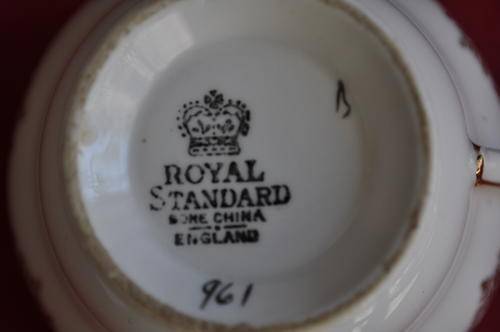 ROYAL
STANDARD
BONE CHINA
ENGLAND
961